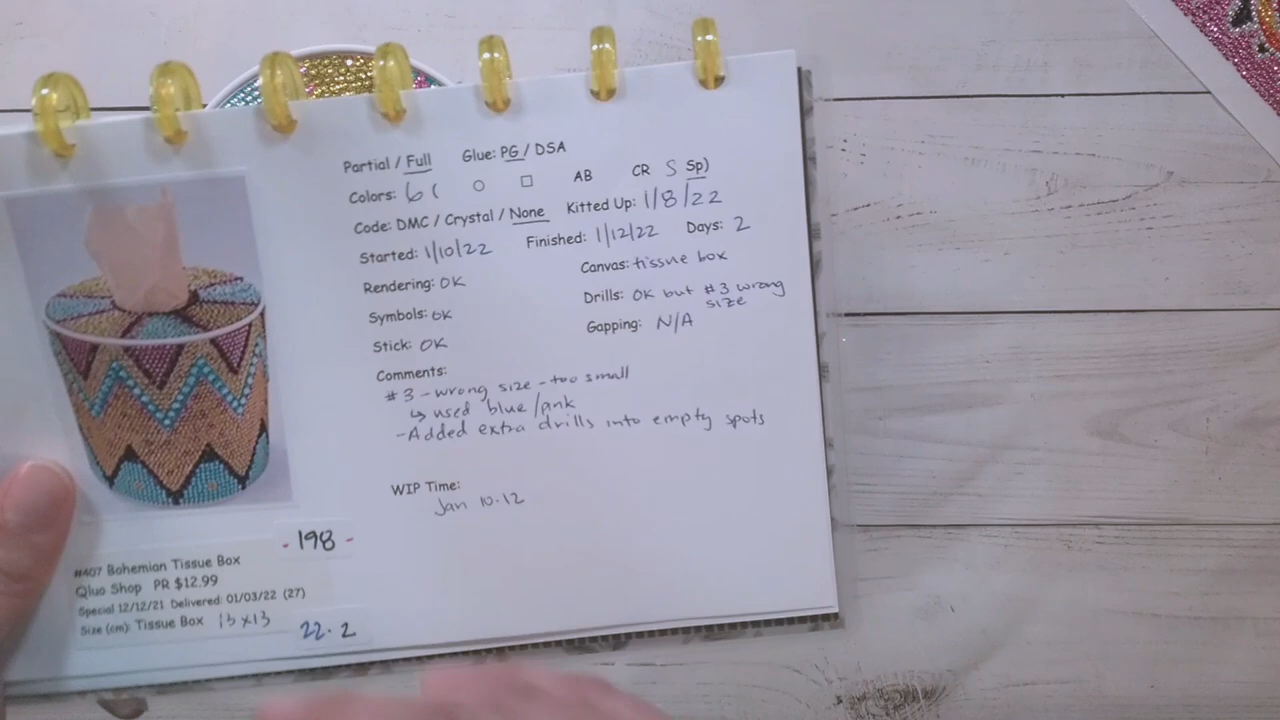 Partial / Full Glue: PG / DSA
Colors: 6 ( AB CR S Sp)
Code: DMC / Crystal / None Kitted Up: 1/8/22
Started: 1/10/22 Finished: 1/12/22 Days: 2
Rendering: OK Canvas: tissue box
Symbols: OK Drills: OK but #3 wrong size
Stick: OK Gapping: N/A
Comments:
#3 - wrong size - too small
↳ used blue/pink
- Added extra drills into empty spots
WIP Time:
Jan 10-12
- 198 -
#407 Bohemian Tissue Box
Qluo Shop PR $12.99
Special 12/12/21 Delivered: 01/03/22 (27)
Size (cm): Tissue Box 13x13
22. 2